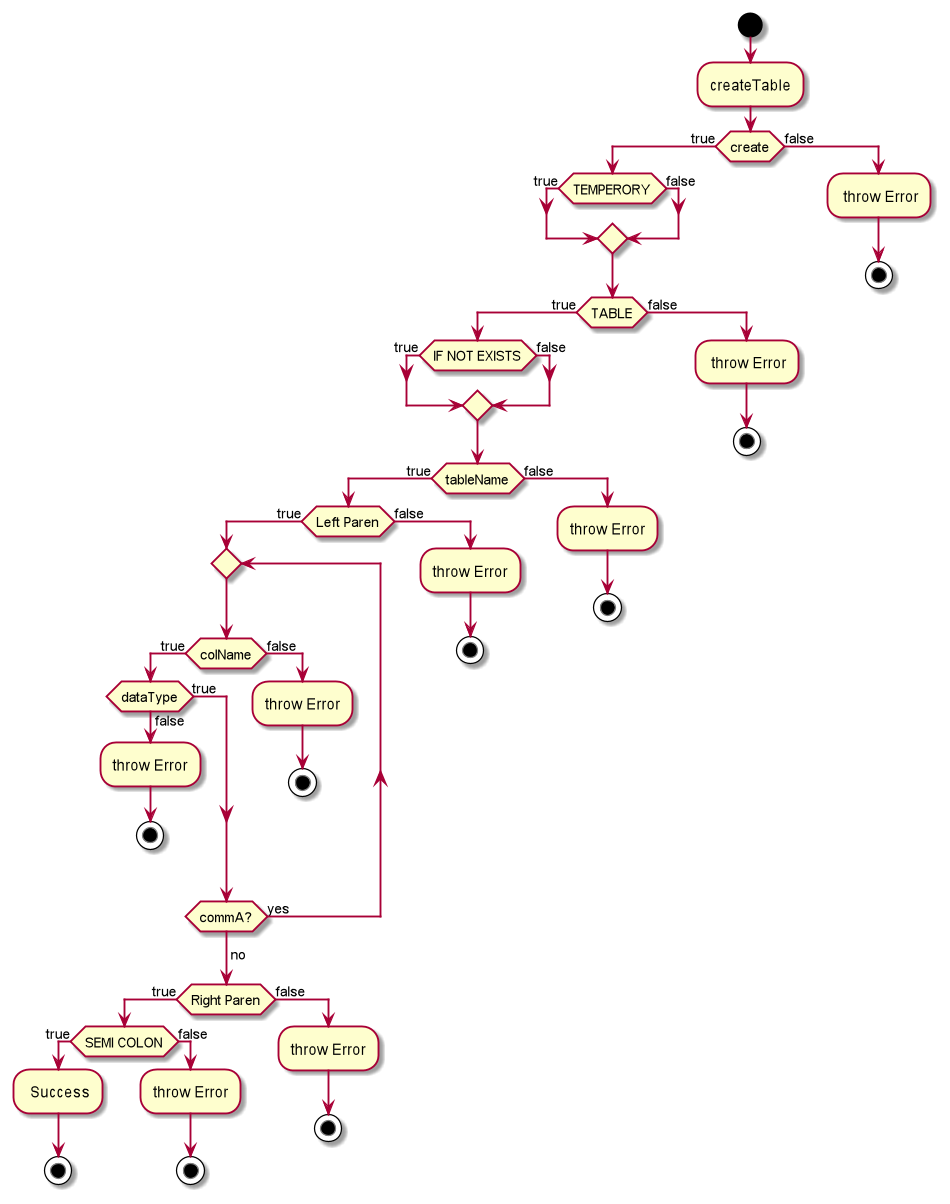 createTable
true
create
false
true
TEMPERORY
false
throw Error
true
TABLE
false
true
IF NOT EXISTS
false
throw Error
true
tableName
false
true
Left Paren
false
throw Error
throw Error
true
colName
false
dataType
true
throw Error
false
throw Error
commA?
yes
no
true
Right Paren
false
true
SEMI COLON
false
throw Error
Success
throw Error